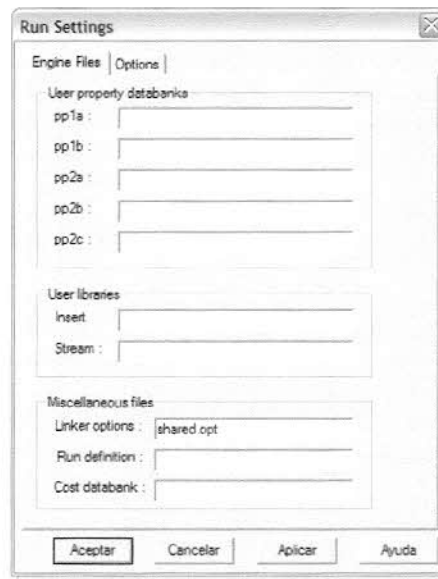 Run Settings
Engine Files Options
User property databanks
pp1a :
pp1b :
pp2a :
pp2b :
pp2c :
User libraries
Insert
Stream :
Miscellaneous files
Linker options : shared.opt
Run definition :
Cost databank :
Aceptar Cancelar Aplicar Ayuda